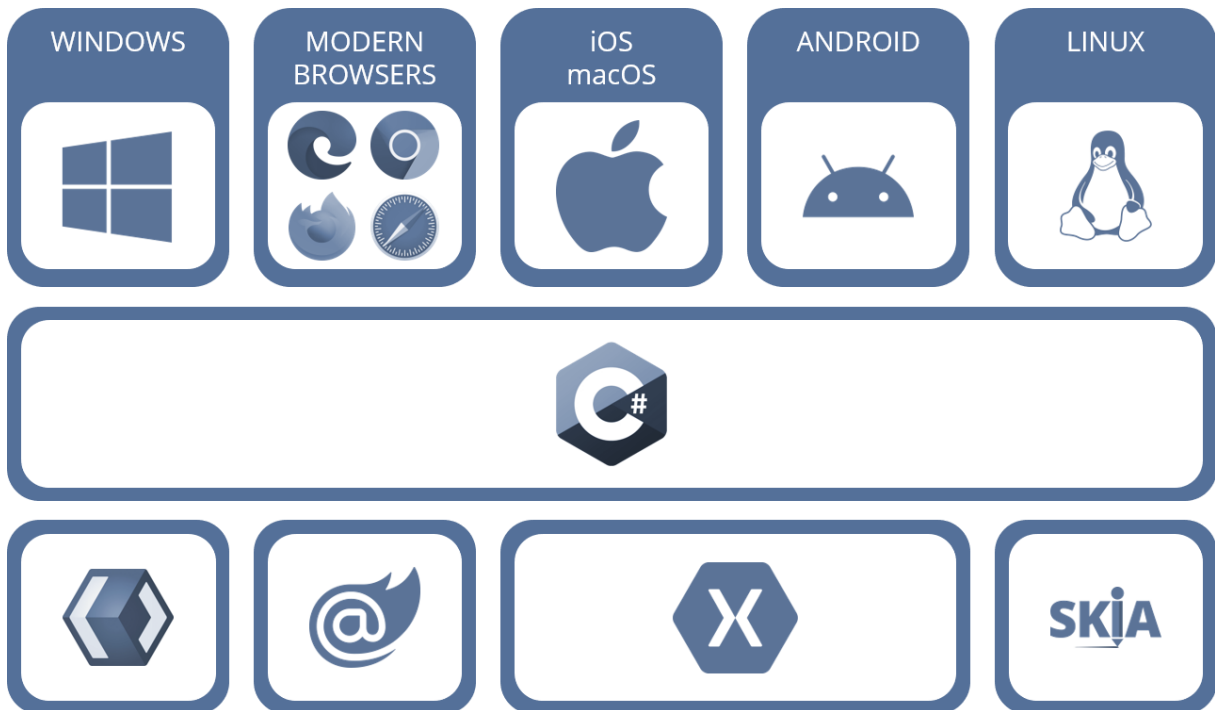 WINDOWS
MODERN
BROWSERS
iOS
macOS
ANDROID
LINUX
C#
@
X
SKiA